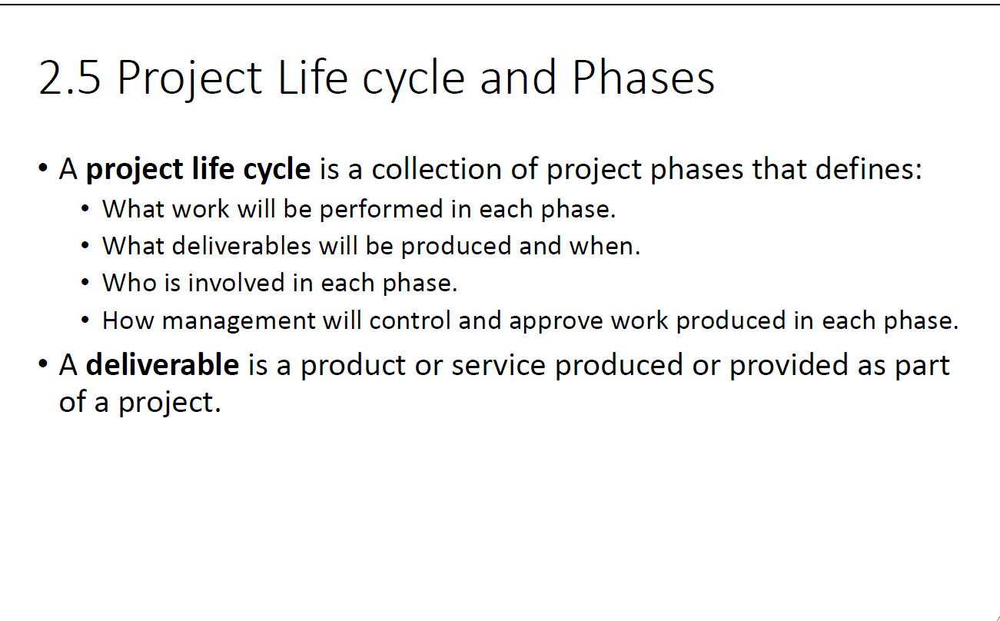 2.5 Project Life cycle and Phases
• A project life cycle is a collection of project phases that defines:
• What work will be performed in each phase.
• What deliverables will be produced and when.
• Who is involved in each phase.
• How management will control and approve work produced in each phase.
• A deliverable is a product or service produced or provided as part
of a project.